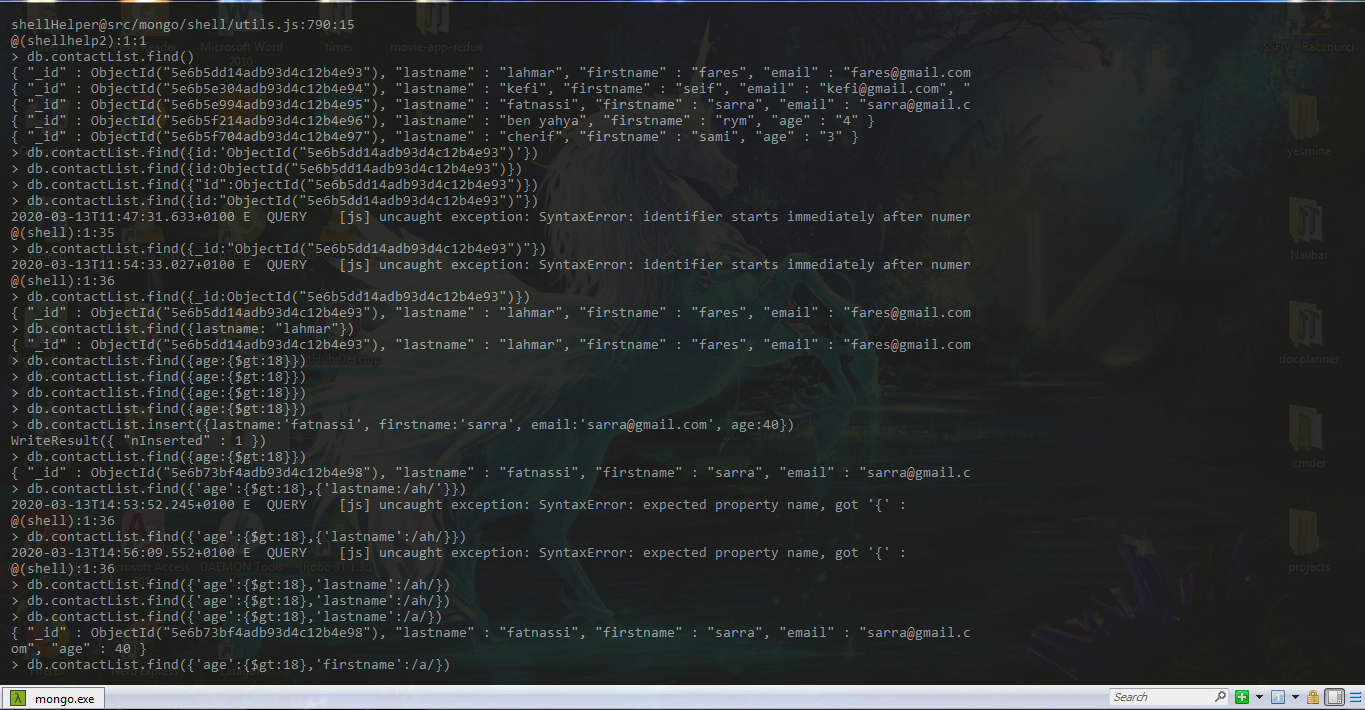 shellHelper@src/mongo/shell/utils.js:790:15
@(shellhelp2):1:1
Microsoft Word
2010
timer
movie-app-redux
Raccourci
> db.contactList.find()
{ "_id" : ObjectId("5e6b5dd14adb93d4c12b4e93"), "lastname" : "lahmar", "firstname" : "fares", "email" : "fares@gmail.com
{ "_id" : ObjectId("5e6b5e304adb93d4c12b4e94"), "lastname" : "kefi", "firstname" : "seif", "email" : "kefi@gmail.com", "
{ "_id" : ObjectId("5e6b5e994adb93d4c12b4e95"), "lastname" : "fatnassi", "firstname" : "sarra", "email" : "sarra@gmail.c
{ "_id" : ObjectId("5e6b5f214adb93d4c12b4e96"), "lastname" : "ben yahya", "firstname" : "rym", "age" : "4" }
{ "_id" : ObjectId("5e6b5f704adb93d4c12b4e97"), "lastname" : "cherif", "firstname" : "sami", "age" : "3" }
> db.contactList.find({id:'ObjectId("5e6b5dd14adb93d4c12b4e93")'})
yesmine
> db.contactList.find({id:ObjectId("5e6b5dd14adb93d4c12b4e93")})
> db.contactList.find({"id":ObjectId("5e6b5dd14adb93d4c12b4e93")})
> db.contactList.find({id:"ObjectId("5e6b5dd14adb93d4c12b4e93")"})
2020-03-13T11:47:31.633+0100 E  QUERY    [js] uncaught exception: SyntaxError: identifier starts immediately after numer
@(shell):1:35
> db.contactList.find({_id:"ObjectId("5e6b5dd14adb93d4c12b4e93")"})
Navbar
2020-03-13T11:54:33.027+0100 E  QUERY    [js] uncaught exception: SyntaxError: identifier starts immediately after numer
@(shell):1:36
> db.contactList.find({_id:ObjectId("5e6b5dd14adb93d4c12b4e93")})
{ "_id" : ObjectId("5e6b5dd14adb93d4c12b4e93"), "lastname" : "lahmar", "firstname" : "fares", "email" : "fares@gmail.com
> db.contactList.find({lastname: "lahmar"})
{ "_id" : ObjectId("5e6b5dd14adb93d4c12b4e93"), "lastname" : "lahmar", "firstname" : "fares", "email" : "fares@gmail.com
> db.contactList.find({age:{$gt:18}})
docplanner
> db.contactList.find({age:{$gt:18}})
> db.contactList.find({age:{$gt:18}})
> db.contactList.find({age:{$gt:18}})
> db.contactList.insert({lastname:'fatnassi', firstname:'sarra', email:'sarra@gmail.com', age:40})
WriteResult({ "nInserted" : 1 })
> db.contactList.find({age:{$gt:18}})
cmder
{ "_id" : ObjectId("5e6b73bf4adb93d4c12b4e98"), "lastname" : "fatnassi", "firstname" : "sarra", "email" : "sarra@gmail.c
> db.contactList.find({'age':{$gt:18},{'lastname:/ah/'}})
2020-03-13T14:53:52.245+0100 E  QUERY    [js] uncaught exception: SyntaxError: expected property name, got '{' :
@(shell):1:36
> db.contactList.find({'age':{$gt:18},{'lastname':/ah/}})
2020-03-13T14:56:09.552+0100 E  QUERY    [js] uncaught exception: SyntaxError: expected property name, got '{' :
@(shell):1:36
DAEMON Tools
projects
> db.contactList.find({'age':{$gt:18},'lastname':/ah/})
> db.contactList.find({'age':{$gt:18},'lastname':/ah/})
> db.contactList.find({'age':{$gt:18},'lastname':/a/})
{ "_id" : ObjectId("5e6b73bf4adb93d4c12b4e98"), "lastname" : "fatnassi", "firstname" : "sarra", "email" : "sarra@gmail.c
om", "age" : 40 }
> db.contactList.find({'age':{$gt:18},'firstname':/a/})
λ mongo.exe
Search